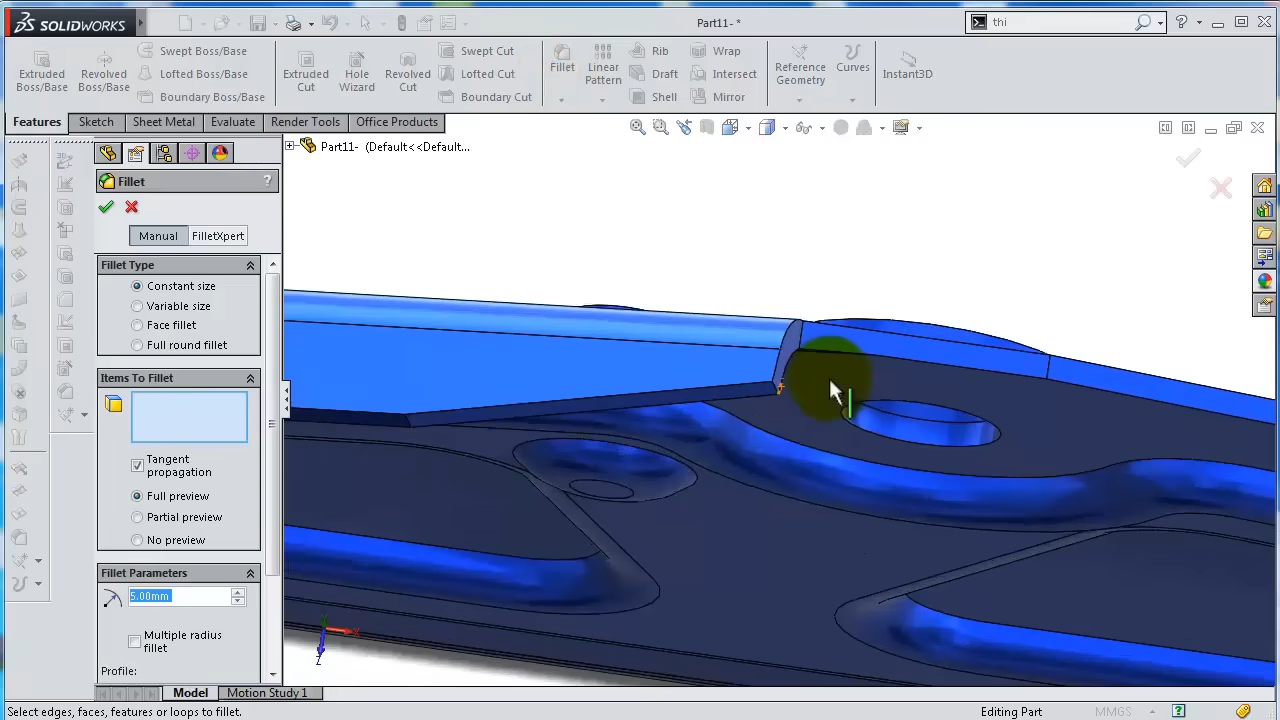 SOLIDWORKS
Part11- *
thi
Extruded Boss/Base
Revolved Boss/Base
Swept Boss/Base
Lofted Boss/Base
Boundary Boss/Base
Extruded Cut
Hole Wizard
Revolved Cut
Swept Cut
Lofted Cut
Boundary Cut
Fillet
Linear Pattern
Rib
Draft
Shell
Wrap
Intersect
Mirror
Reference Geometry
Curves
Instant3D
Features
Sketch
Sheet Metal
Evaluate
Render Tools
Office Products
Part11- (Default<<Default...
Fillet
?
Manual
FilletXpert
Fillet Type
Constant size
Variable size
Face fillet
Full round fillet
Items To Fillet
Tangent
propagation
Full preview
Partial preview
No preview
Fillet Parameters
5.00mm
Multiple radius
fillet
Profile:
X
Z
Model
Motion Study 1
Select edges, faces, features or loops to fillet.
Editing Part
MMGS